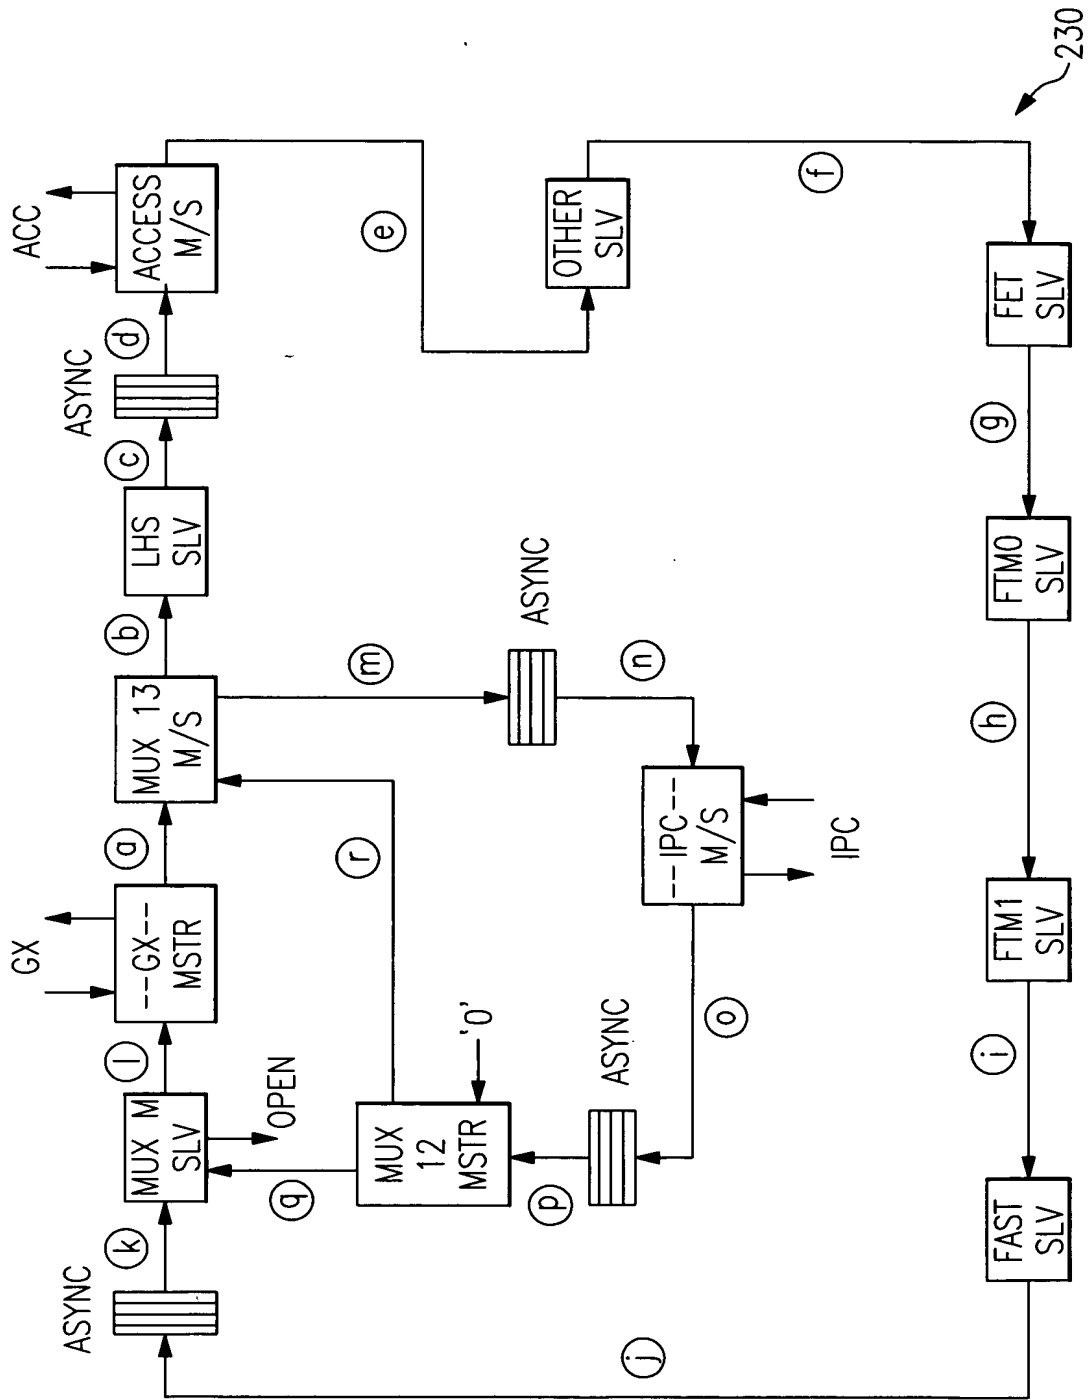 GX
ACC
ASYNC
ASYNC
k
l
a
b
c
d
MUX M
SLV
--GX--
MSTR
MUX 13
M/S
LHS
SLV
ACCESS
M/S
OPEN
q
r
m
e
MUX
12
MSTR
'0'
ASYNC
p
ASYNC
n
OTHER
SLV
--IPC--
M/S
o
IPC
j
f
i
h
g
FAST
SLV
FTM1
SLV
FTM0
SLV
FET
SLV
230